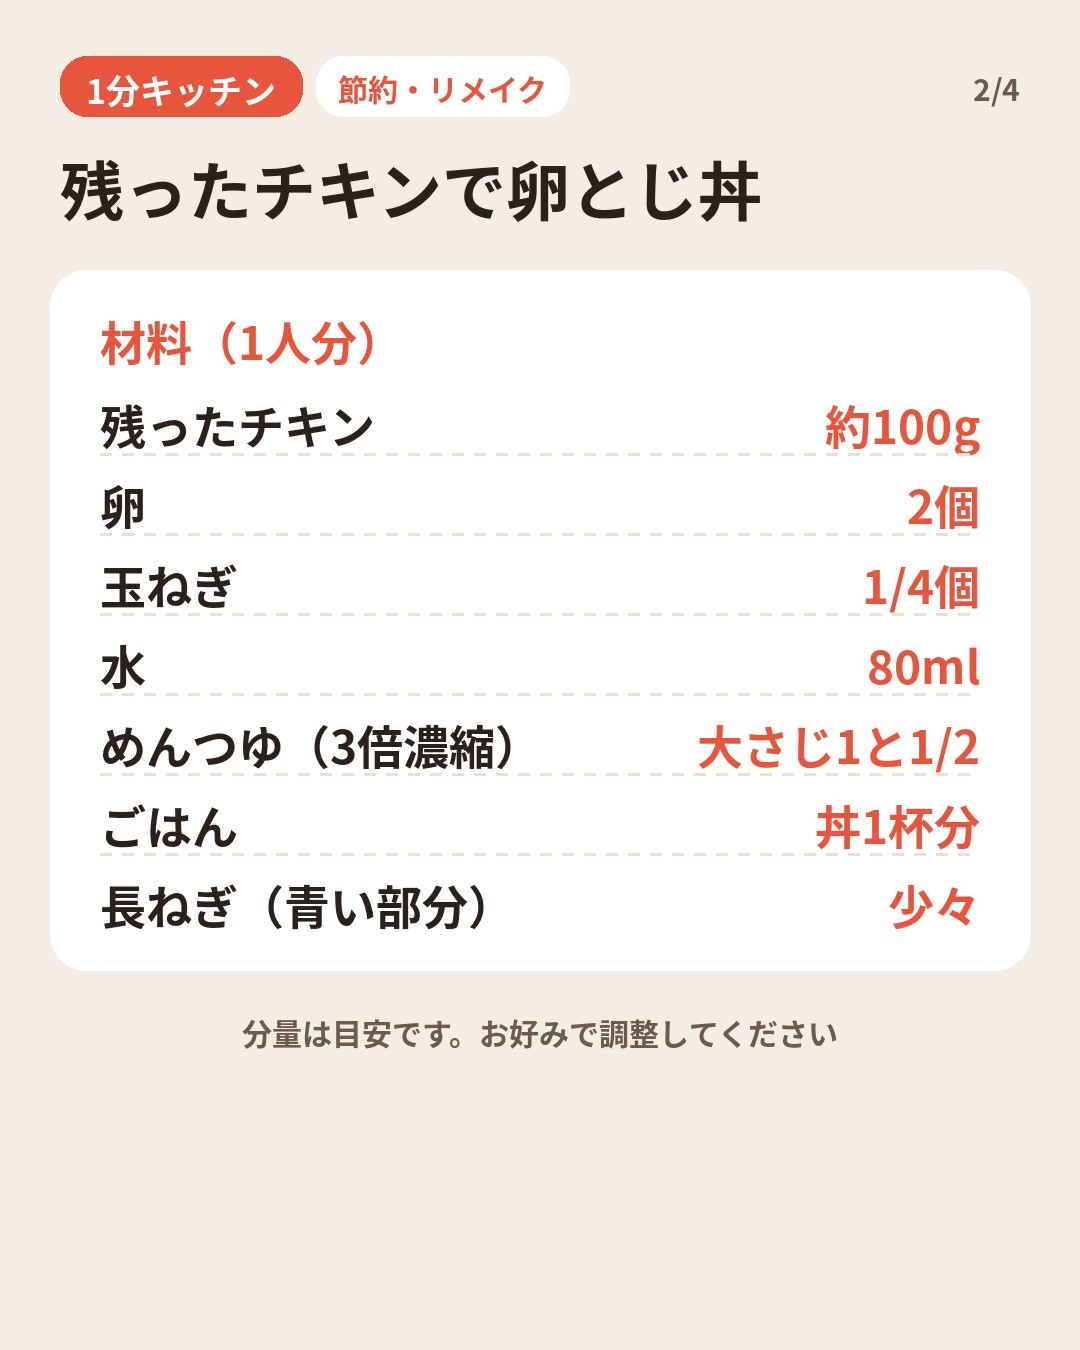 1分キッチン 節約・リメイク 2/4
残ったチキンで卵とじ丼
材料（1人分）
残ったチキン 約100g
卵 2個
玉ねぎ 1/4個
水 80ml
めんつゆ（3倍濃縮） 大さじ1と1/2
ごはん 丼1杯分
長ねぎ（青い部分） 少々
分量は目安です。お好みで調整してください